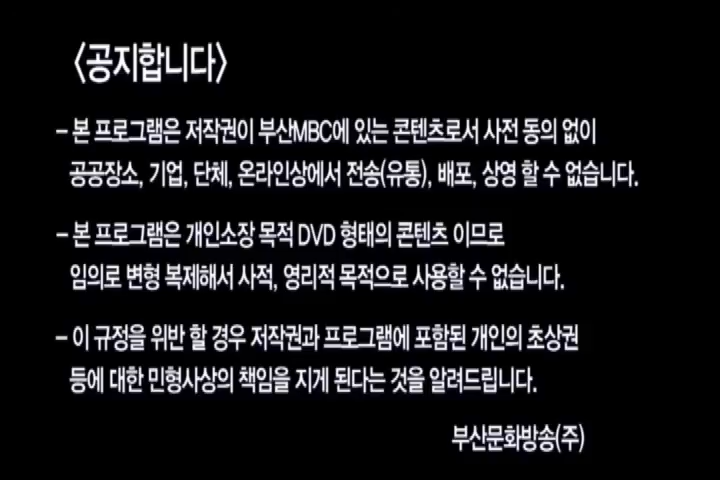 〈공지합니다〉
- 본 프로그램은 저작권이 부산MBC에 있는 콘텐츠로서 사전 동의 없이
공공장소, 기업, 단체, 온라인상에서 전송(유통), 배포, 상영 할 수 없습니다.
- 본 프로그램은 개인소장 목적 DVD 형태의 콘텐츠 이므로
임의로 변형 복제해서 사적, 영리적 목적으로 사용할 수 없습니다.
- 이 규정을 위반 할 경우 저작권과 프로그램에 포함된 개인의 초상권
등에 대한 민형사상의 책임을 지게 된다는 것을 알려드립니다.
부산문화방송(주)